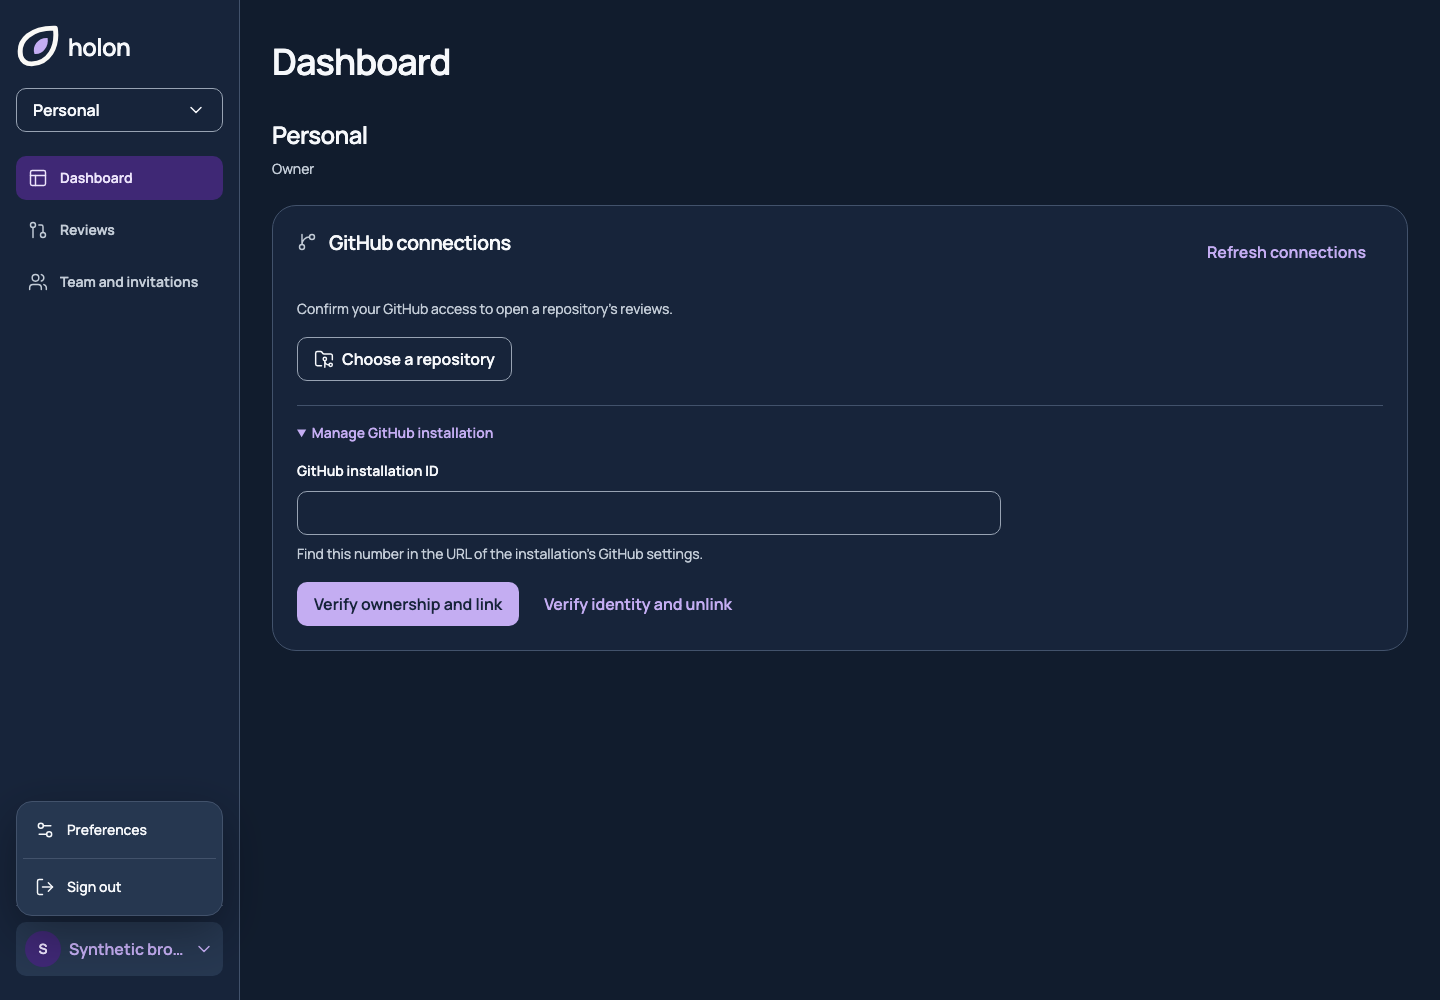 holon
Personal
Dashboard
Reviews
Team and invitations
Preferences
Sign out
S
Synthetic bro...
Dashboard
Personal
Owner
GitHub connections
Refresh connections
Confirm your GitHub access to open a repository's reviews.
Choose a repository
Manage GitHub installation
GitHub installation ID
Find this number in the URL of the installation's GitHub settings.
Verify ownership and link
Verify identity and unlink